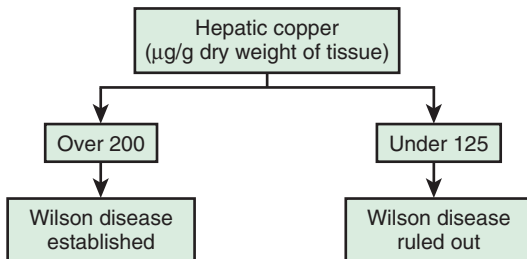 Hepatic copper
(μg/g dry weight of tissue)
Over 200
Under 125
Wilson disease
established
Wilson disease
ruled out